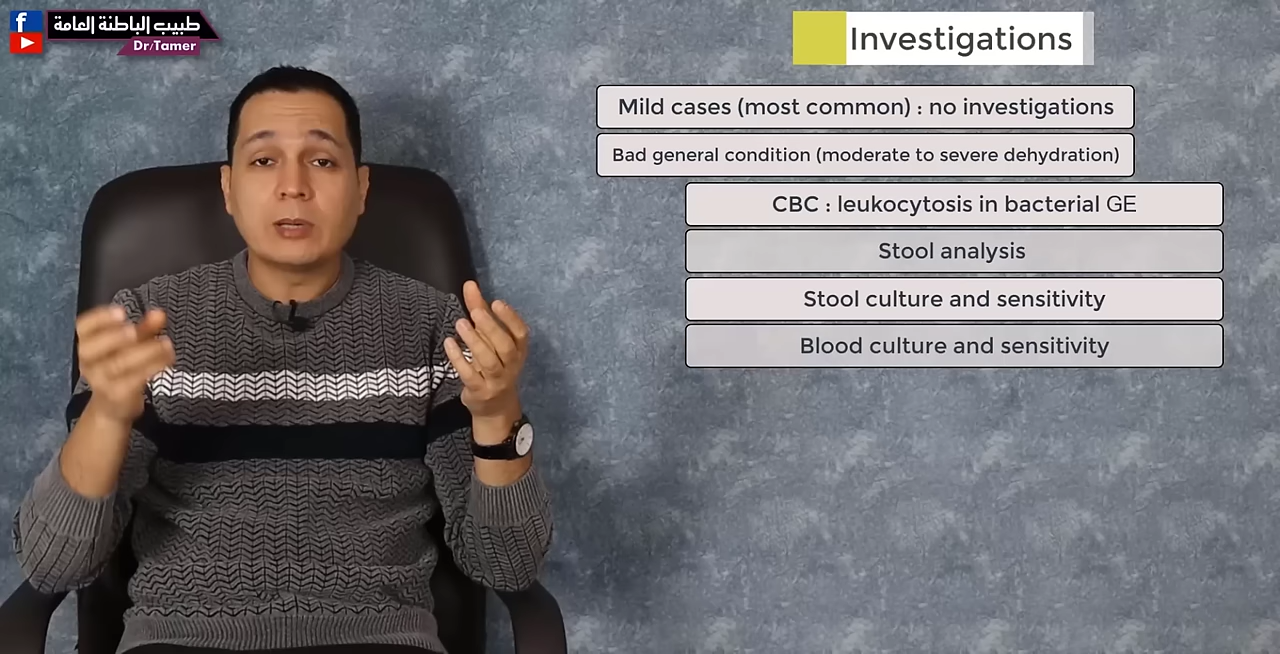 طبيب الباطنة العامة
Dr/Tamer
Investigations
Mild cases (most common) : no investigations
Bad general condition (moderate to severe dehydration)
CBC : leukocytosis in bacterial GE
Stool analysis
Stool culture and sensitivity
Blood culture and sensitivity